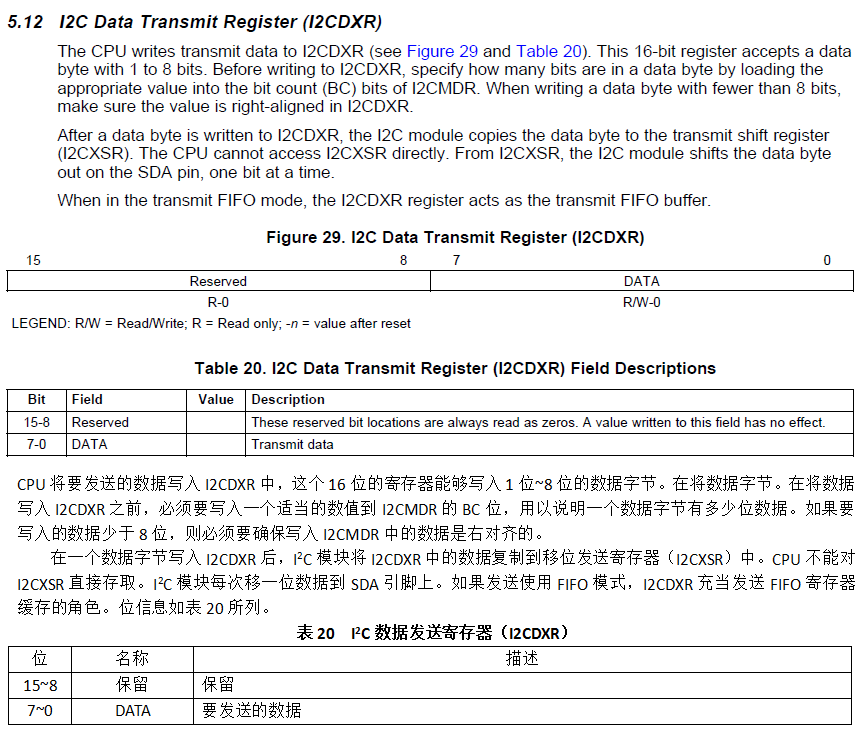 5.12 I2C Data Transmit Register (I2CDXR)
The CPU writes transmit data to I2CDXR (see Figure 29 and Table 20). This 16-bit register accepts a data
byte with 1 to 8 bits. Before writing to I2CDXR, specify how many bits are in a data byte by loading the
appropriate value into the bit count (BC) bits of I2CMDR. When writing a data byte with fewer than 8 bits,
make sure the value is right-aligned in I2CDXR.
After a data byte is written to I2CDXR, the I2C module copies the data byte to the transmit shift register
(I2CXSR). The CPU cannot access I2CXSR directly. From I2CXSR, the I2C module shifts the data byte
out on the SDA pin, one bit at a time.
When in the transmit FIFO mode, the I2CDXR register acts as the transmit FIFO buffer.
Figure 29. I2C Data Transmit Register (I2CDXR)
15 8 7 0
Reserved DATA
R-0 R/W-0
LEGEND: R/W = Read/Write; R = Read only; -n = value after reset
Table 20. I2C Data Transmit Register (I2CDXR) Field Descriptions
Bit Field Value Description
15-8 Reserved These reserved bit locations are always read as zeros. A value written to this field has no effect.
7-0 DATA Transmit data
CPU 将要发送的数据写入 I2CDXR 中，这个 16 位的寄存器能够写入 1 位~8 位的数据字节。在将数据字节。在将数据
写入 I2CDXR 之前，必须要写入一个适当的数值到 I2CMDR 的 BC 位，用以说明一个数据字节有多少位数据。如果要
写入的数据少于 8 位，则必须要确保写入 I2CMDR 中的数据是右对齐的。
在一个数据字节写入 I2CDXR 后，I²C 模块将 I2CDXR 中的数据复制到移位发送寄存器（I2CXSR）中。CPU 不能对
I2CXSR 直接存取。I²C 模块每次移一位数据到 SDA 引脚上。如果发送使用 FIFO 模式，I2CDXR 充当发送 FIFO 寄存器
缓存的角色。位信息如表 20 所列。
表 20 I²C 数据发送寄存器（I2CDXR）
位 名称 描述
15~8 保留 保留
7~0 DATA 要发送的数据